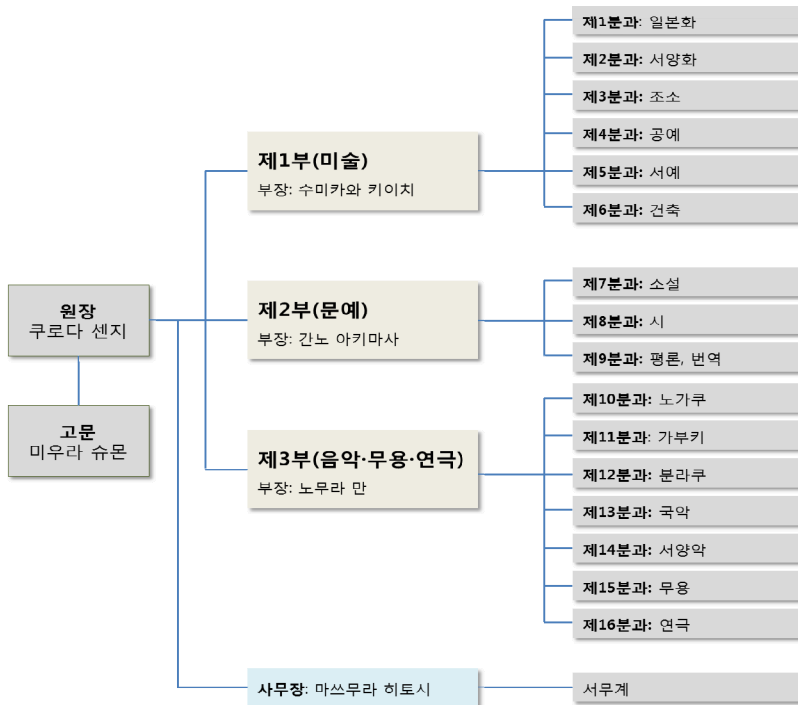 원장
쿠로다 센지
고문
미우라 슈몬
제1부(미술)
부장: 수미카와 키이치
제1분과: 일본화
제2분과: 서양화
제3분과: 조소
제4분과: 공예
제5분과: 서예
제6분과: 건축
제2부(문예)
부장: 간노 아키마사
제7분과: 소설
제8분과: 시
제9분과: 평론, 번역
제3부(음악·무용·연극)
부장: 노무라 만
제10분과: 노가쿠
제11분과: 가부키
제12분과: 분라쿠
제13분과: 국악
제14분과: 서양악
제15분과: 무용
제16분과: 연극
사무장: 마쓰무라 히토시
서무계